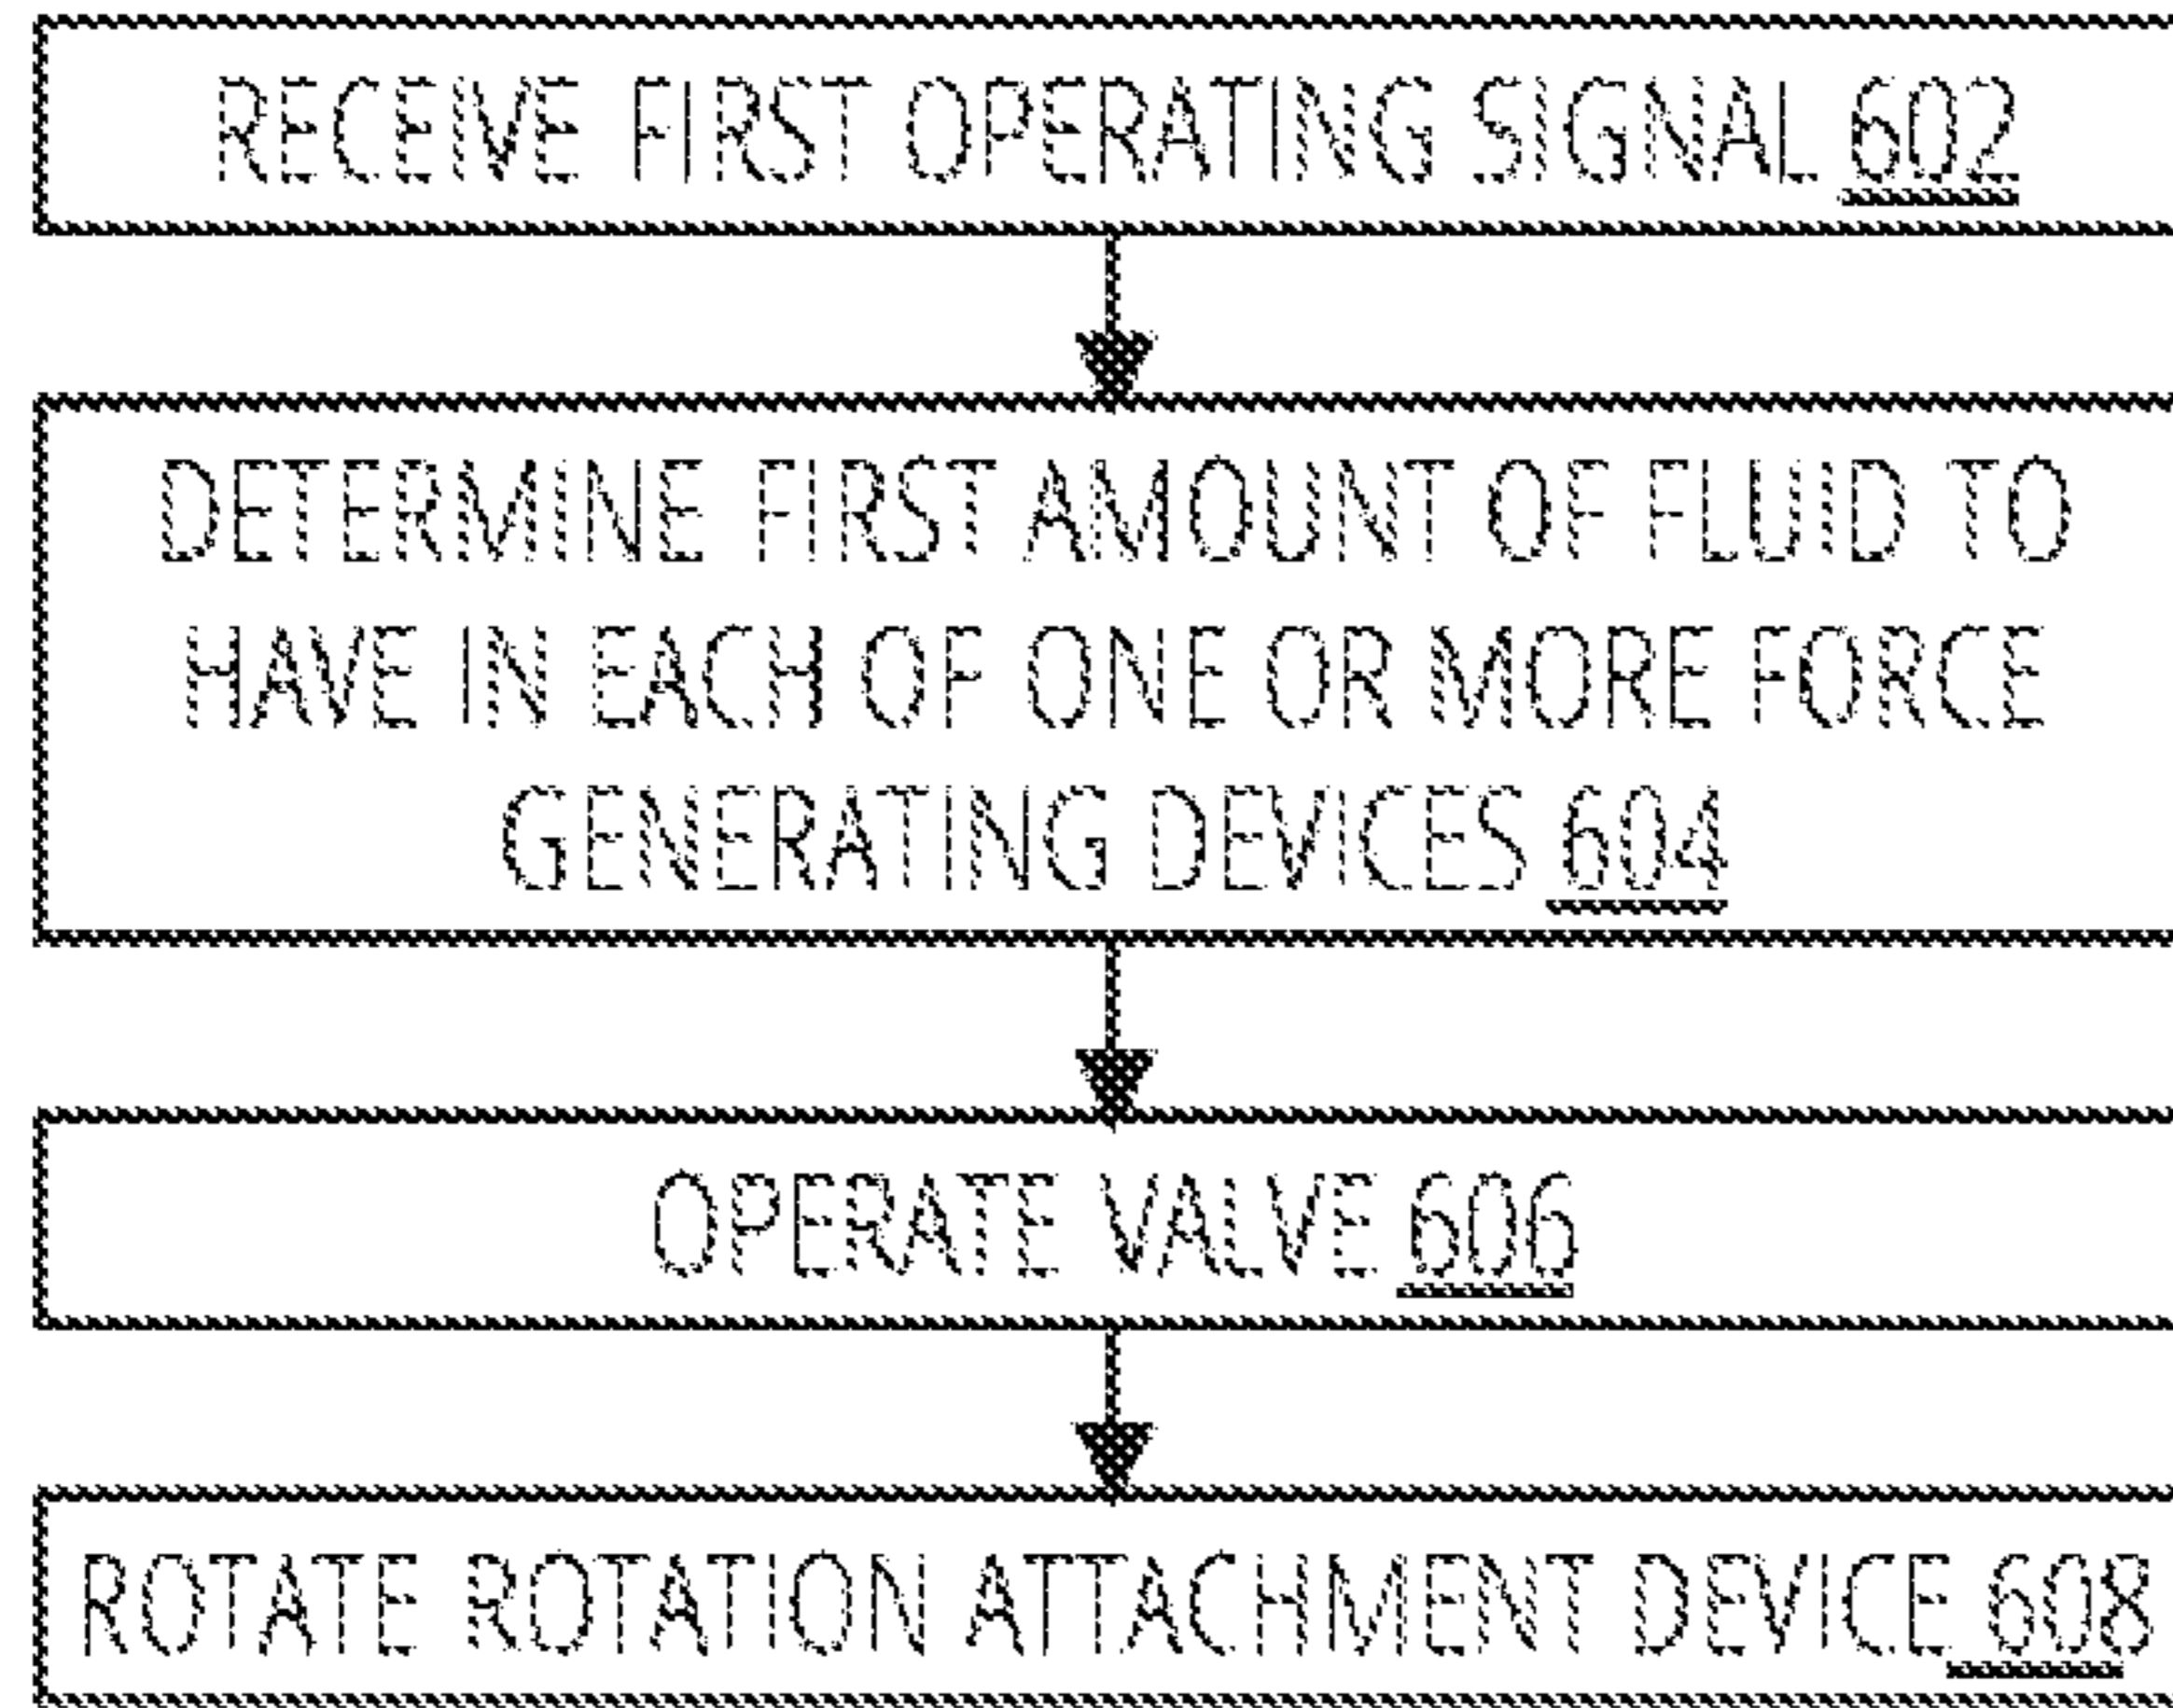 RECEIVE FIRST OPERATING SIGNAL 602
DETERMINE FIRST AMOUNT OF FLUID TO
HAVE IN EACH OF ONE OR MORE FORCE
GENERATING DEVICES 604
OPERATE VALVE 606
ROTATE ROTATION ATTACHMENT DEVICE 608